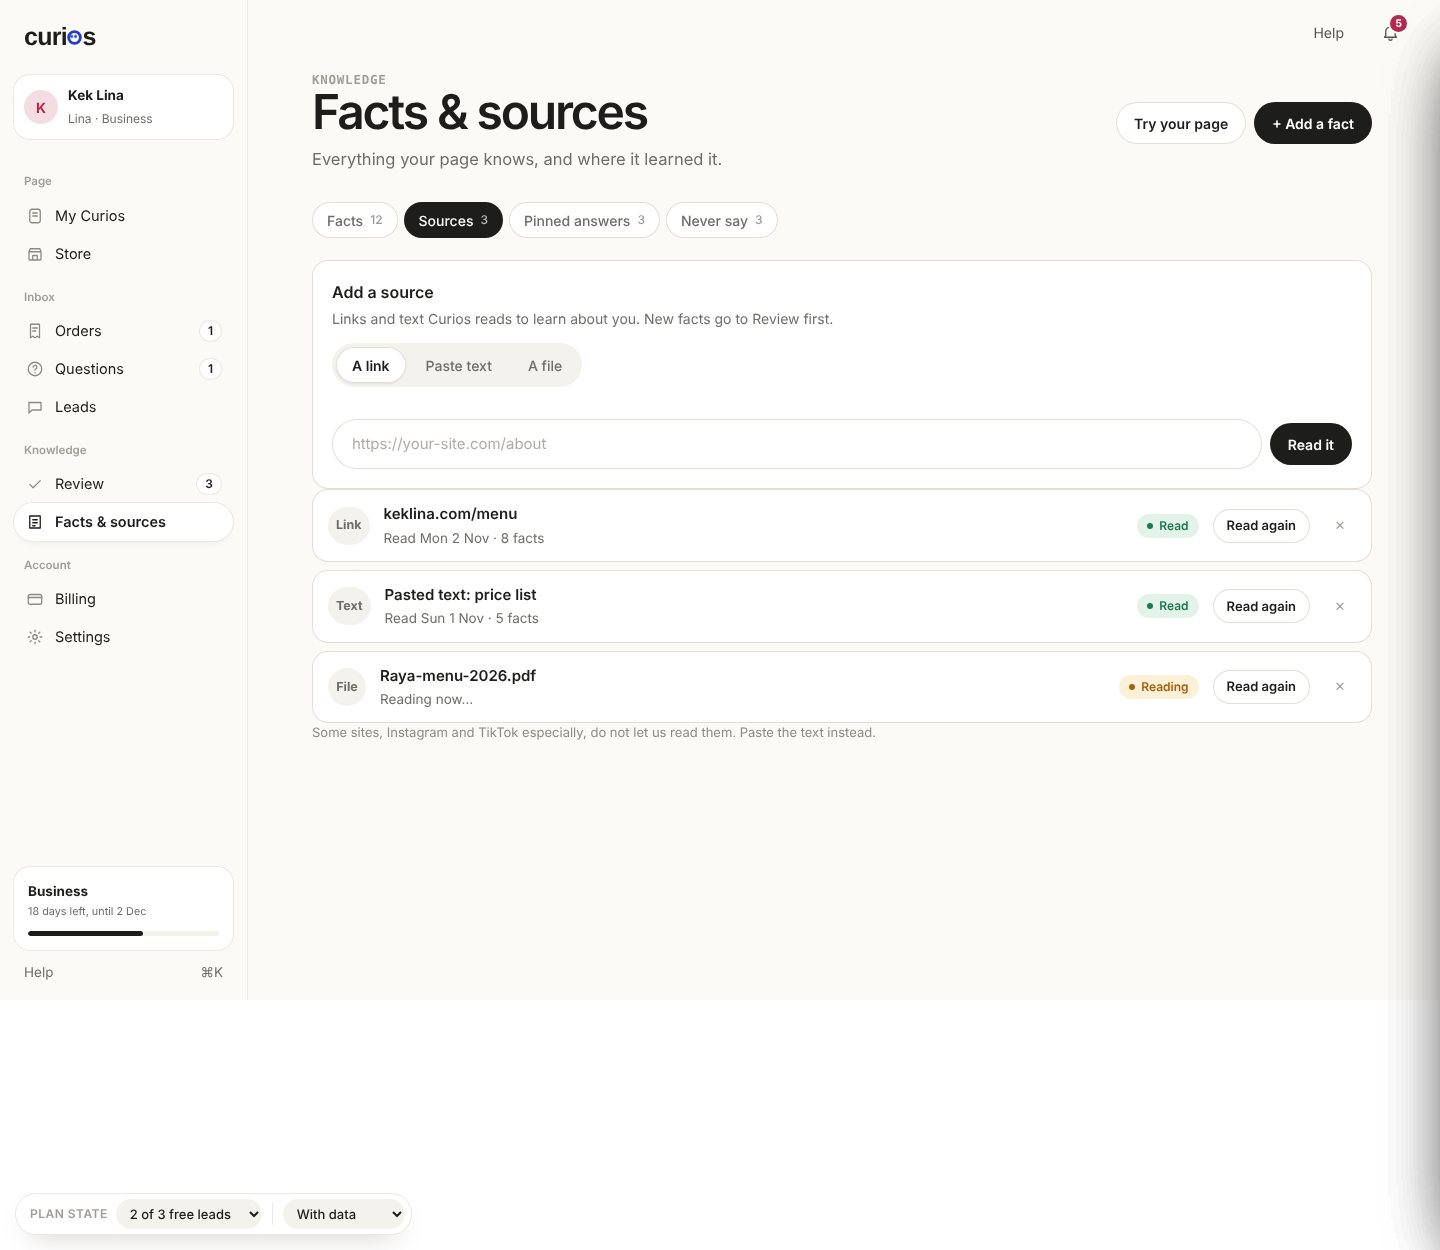 curios
Kek Lina
K
Lina · Business
Page
My Curios
Store
Inbox
Orders 1
Questions 1
Leads
Knowledge
Review 3
Facts & sources
Account
Billing
Settings
Business
18 days left, until 2 Dec
Help ⌘K
Help 5
KNOWLEDGE
Facts & sources
Everything your page knows, and where it learned it.
Try your page + Add a fact
Facts 12 Sources 3 Pinned answers 3 Never say 3
Add a source
Links and text Curios reads to learn about you. New facts go to Review first.
A link Paste text A file
https://your-site.com/about Read it
Link keklina.com/menu
Read Mon 2 Nov · 8 facts
Read Read again ×
Text Pasted text: price list
Read Sun 1 Nov · 5 facts
Read Read again ×
File Raya-menu-2026.pdf
Reading now...
Reading Read again ×
Some sites, Instagram and TikTok especially, do not let us read them. Paste the text instead.
PLAN STATE 2 of 3 free leads With data